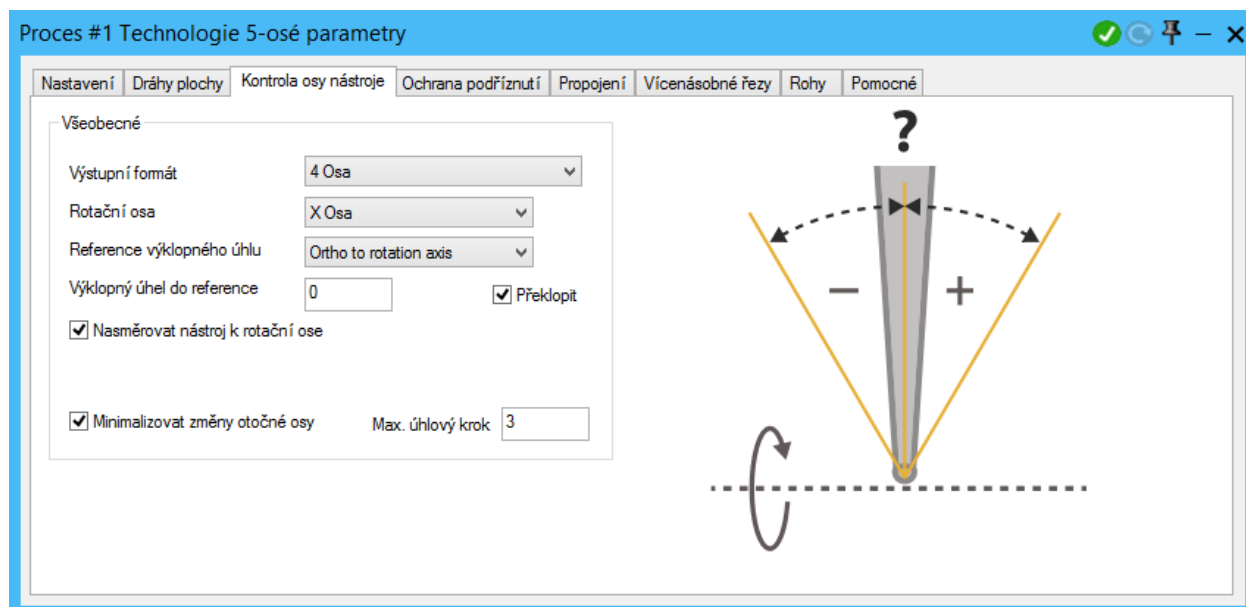 Proces #1 Technologie 5-osé parametry
Nastavení Dráhy plochy Kontrola osy nástroje Ochrana podříznutí Propojení Vícenásobné řezy Rohy Pomocné
Všeobecné
Výstupní formát 4 Osa
Rotační osa X Osa
Reference výklopného úhlu Ortho to rotation axis
Výklopný úhel do reference 0 Překlopit
Nasměrovat nástroj k rotační ose
Minimalizovat změny otočné osy Max. úhlový krok 3
?
− +